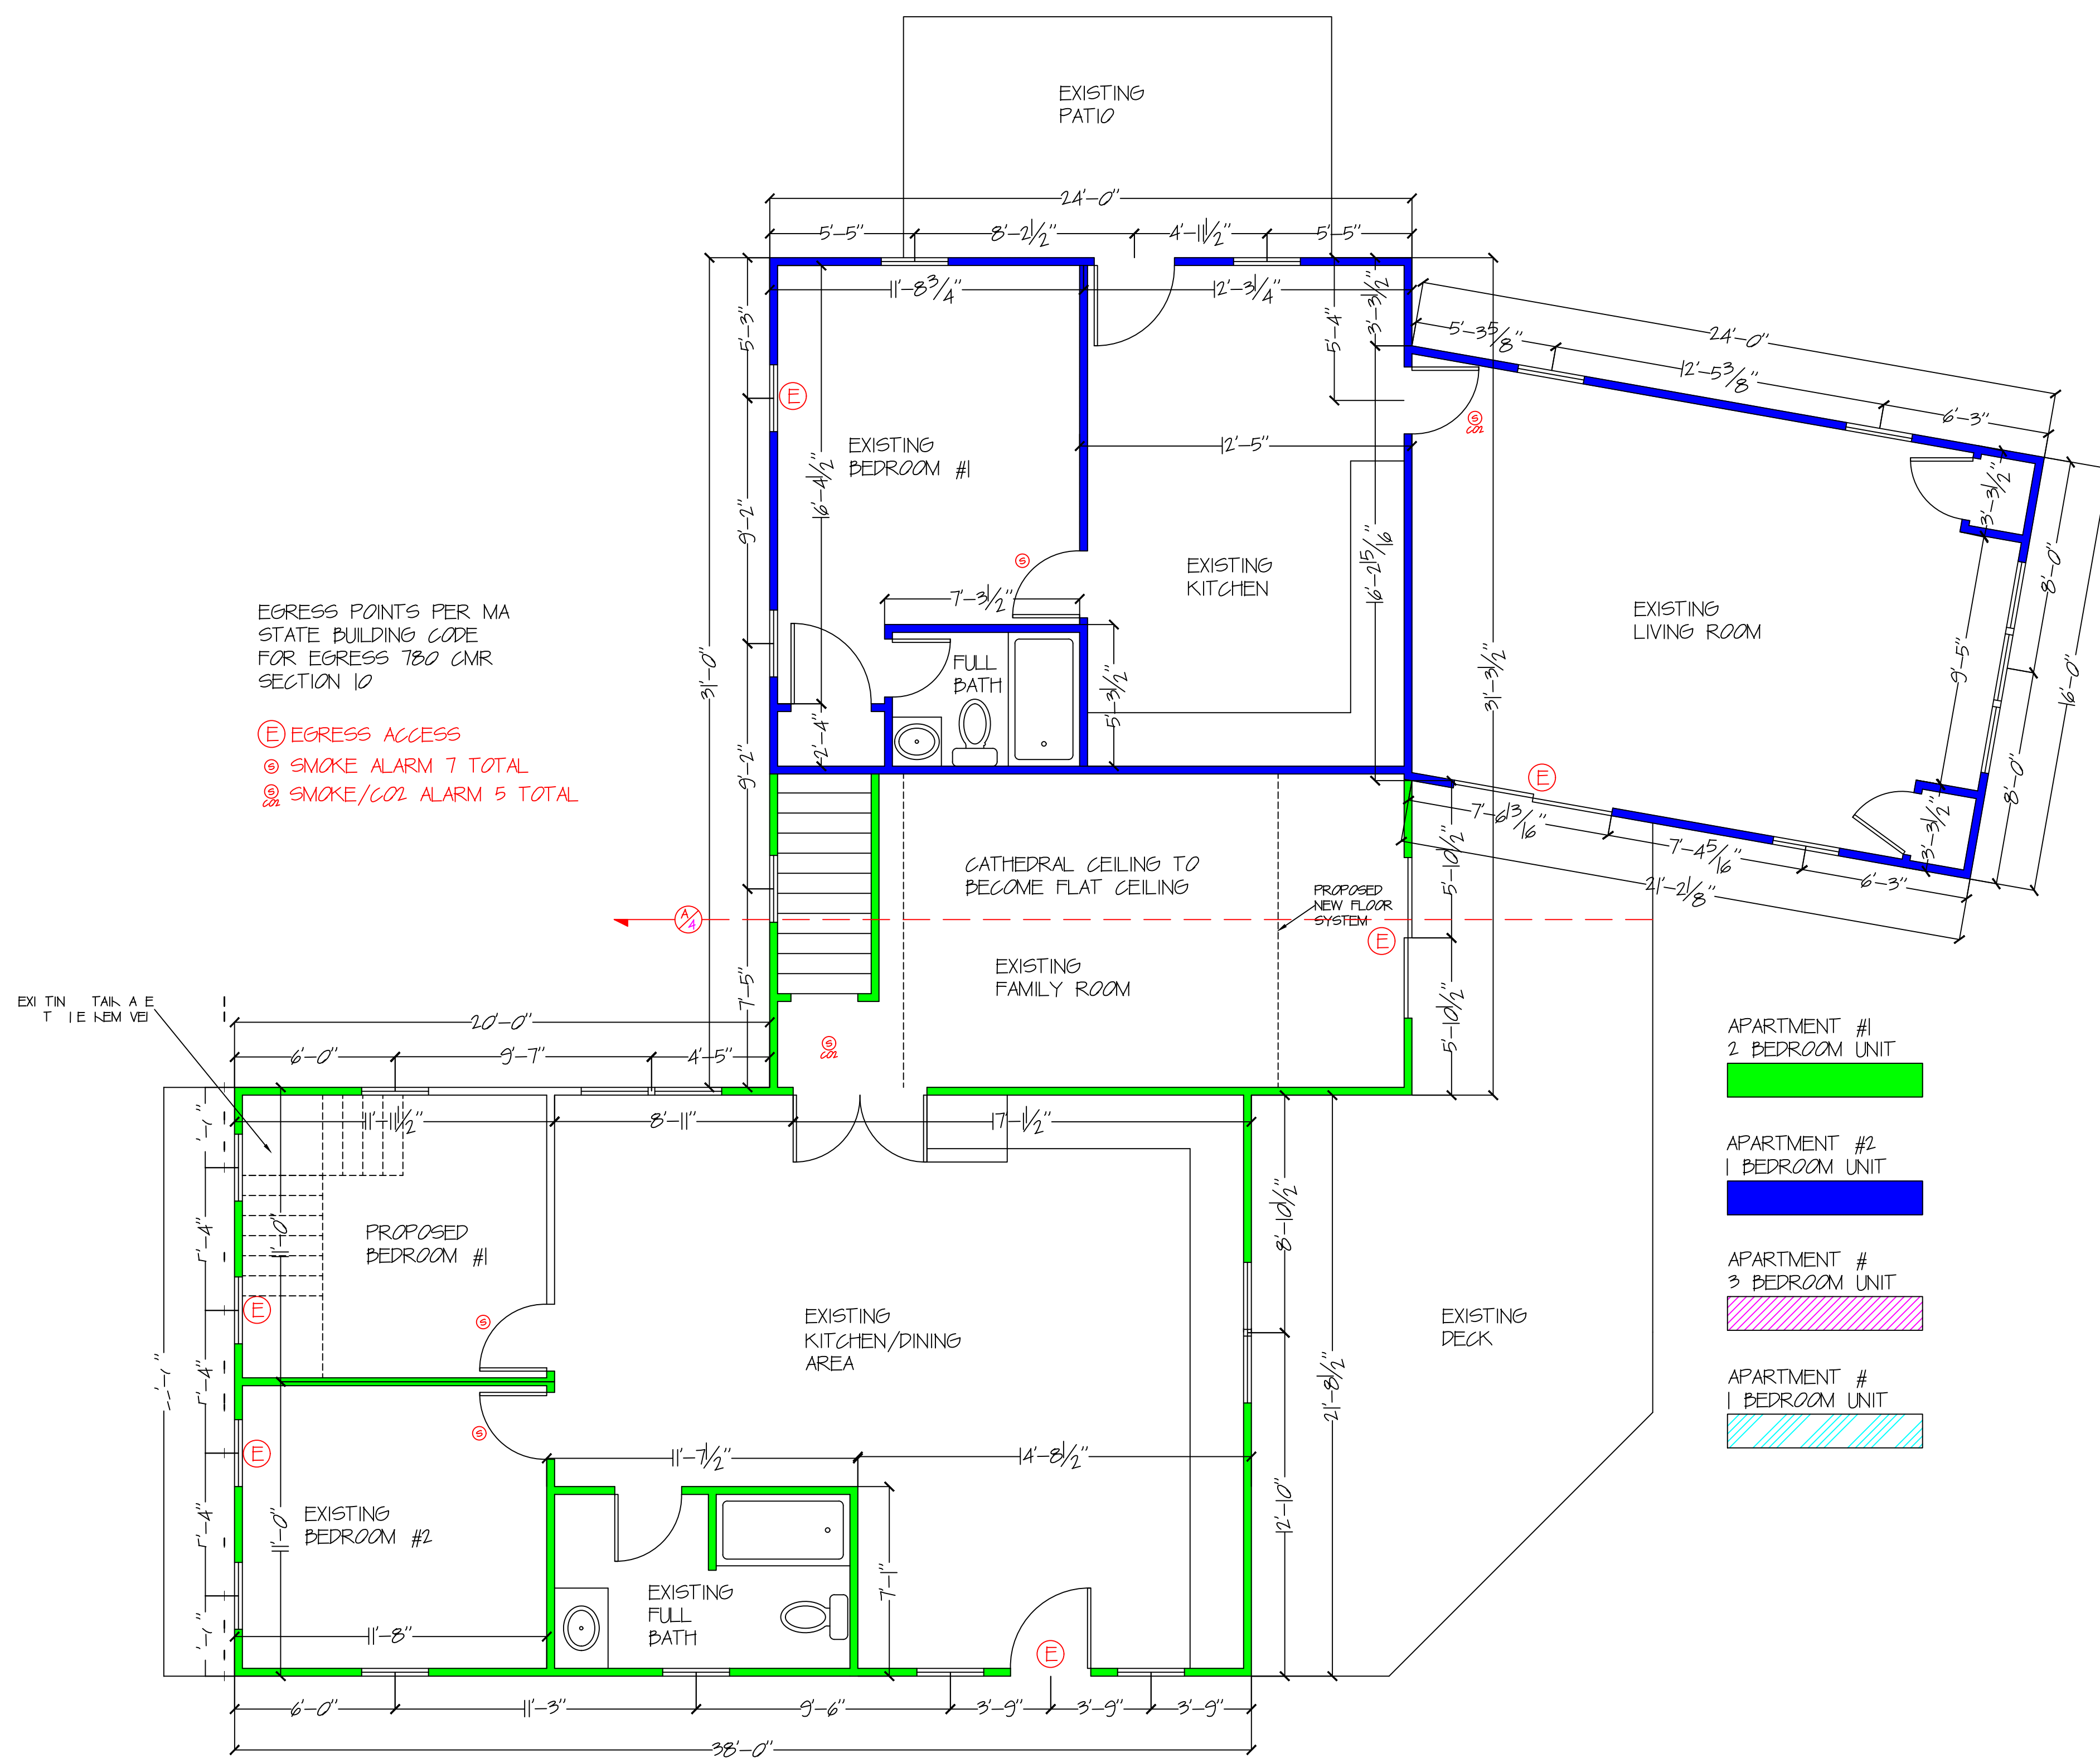 EXISTING
PATIO
24'-0"
5'-5"
8'-2 1/2"
4'-11 1/2"
5'-5"
11'-8 3/4"
12'-3 1/4"
5'-3"
5'-4"
3'-3 1/2"
24'-0"
5'-3 5/8"
12'-5 3/8"
6'-3"
EXISTING
BEDROOM #1
E
S
CO2
12'-5"
16'-4 1/2"
9'-2"
16'-2 15/16"
3'-3 1/2"
EXISTING
KITCHEN
S
7'-3 1/2"
EXISTING
LIVING ROOM
8'-0"
9'-5"
16'-0"
EGRESS POINTS PER MA
STATE BUILDING CODE
FOR EGRESS 780 CMR
SECTION 10
E EGRESS ACCESS
S SMOKE ALARM 7 TOTAL
S
CO2 SMOKE/CO2 ALARM 5 TOTAL
31'-0"
FULL
BATH
5'-3 1/2"
31'-3 1/2"
2'-4"
9'-2"
E
8'-0"
7'-6 13/16"
7'-4 5/16"
3'-3 1/2"
6'-3"
21'-2 1/8"
CATHEDRAL CEILING TO
BECOME FLAT CEILING
5'-10 1/2"
PROPOSED
NEW FLOOR
SYSTEM
A
4
E
EXISTING
FAMILY ROOM
7'-5"
5'-10 1/2"
20'-0"
6'-0"
9'-7"
4'-5"
S
CO2
APARTMENT #1
2 BEDROOM UNIT
APARTMENT #2
1 BEDROOM UNIT
APARTMENT #
3 BEDROOM UNIT
APARTMENT #
1 BEDROOM UNIT
11'-11 1/2"
8'-11"
17'-1 1/2"
11'-0"
PROPOSED
BEDROOM #1
8'-10 1/2"
E
S
EXISTING
KITCHEN/DINING
AREA
EXISTING
DECK
21'-8 1/2"
E
S
11'-7 1/2"
14'-8 1/2"
12'-10"
EXISTING
BEDROOM #2
11'-0"
7'-1"
EXISTING
FULL
BATH
11'-8"
E
6'-0"
11'-3"
9'-6"
3'-9"
3'-9"
3'-9"
38'-0"